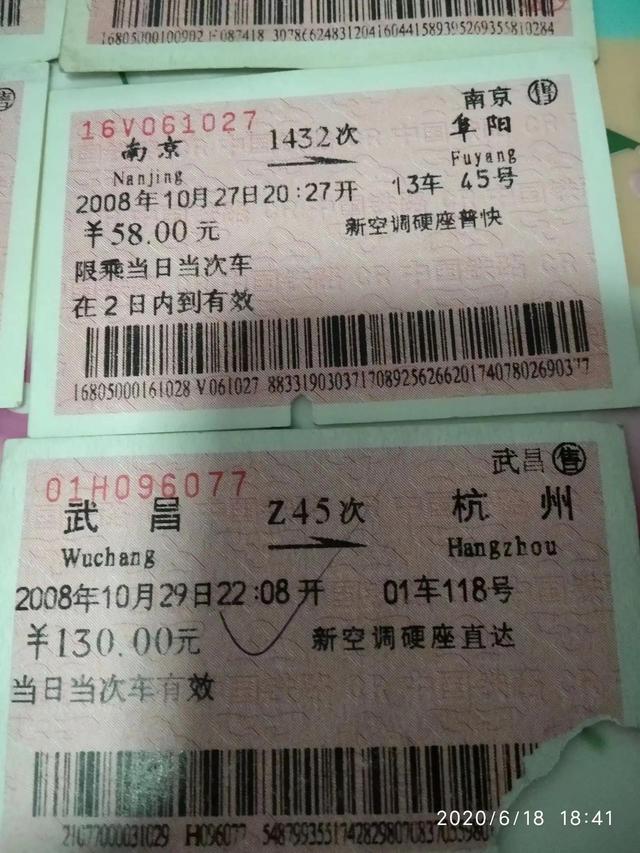 16805000100902 H087418 30786624831204160441589395269355810284
售
南京 售
16V061027
南京 1432次 阜阳
Nanjing Fuyang
2008年10月27日20:27开 13车 45号
¥58.00元 新空调硬座普快
限乘当日当次车
在2日内到有效
16805000161028 V061027 88331903037170892562662017407802690377
武昌 售
01H096077
武昌 Z45次 杭州
Wuchang Hangzhou
2008年10月29日22:08开 01车118号
¥130.00元 新空调硬座直达
当日当次车有效
21077000031029 H096077
2020/6/18 18:41